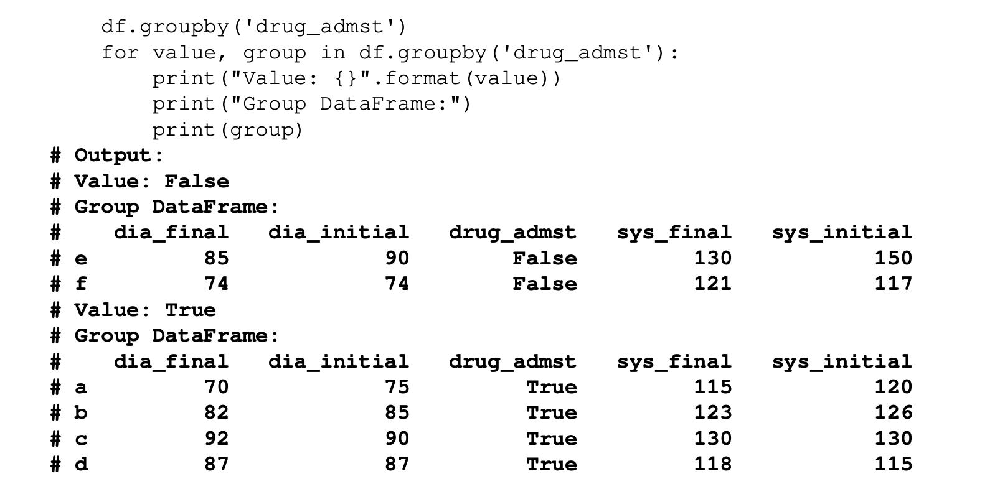 df.groupby('drug_admst')
for value, group in df.groupby('drug_admst'):
    print("Value: {}".format(value))
    print("Group DataFrame:")
    print(group)
# Output:
# Value: False
# Group DataFrame:
#    dia_final   dia_initial   drug_admst   sys_final   sys_initial
# e         85            90        False         130           150
# f         74            74        False         121           117
# Value: True
# Group DataFrame:
#    dia_final   dia_initial   drug_admst   sys_final   sys_initial
# a         70            75         True         115           120
# b         82            85         True         123           126
# c         92            90         True         130           130
# d         87            87         True         118           115